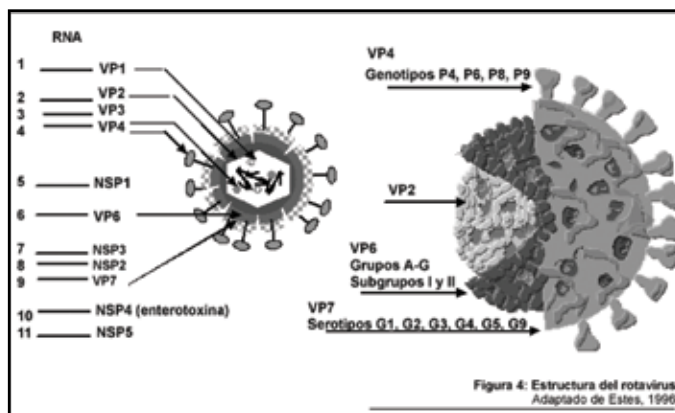 RNA
1 VP1
2 VP2
3 VP3
4 VP4
5 NSP1
6 VP6
7 NSP3
8 NSP2
9 VP7
10 NSP4 (enterotoxina)
11 NSP5
VP4
Genotipos P4, P6, P8, P9
VP2
VP6
Grupos A-G
Subgrupos I y II
VP7
Serotipos G1, G2, G3, G4, G5, G9
Figura 4: Estructura del rotavirus
Adaptado de Estes, 1996